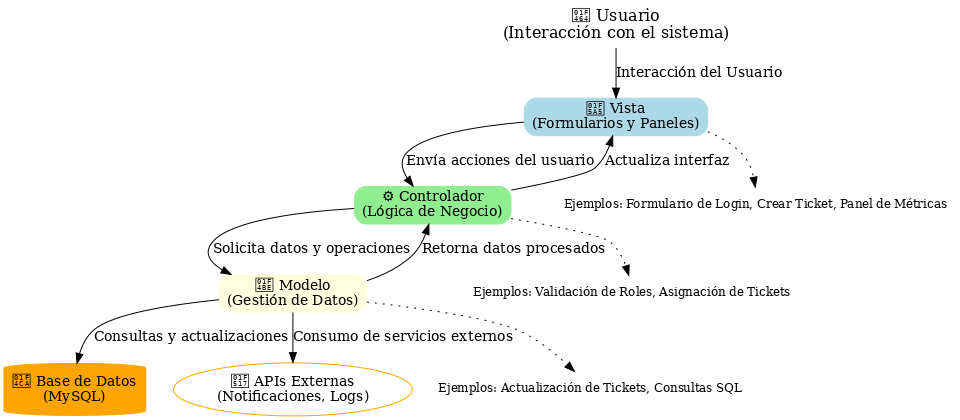 Usuario
(Interacción con el sistema)
Interacción del Usuario
Vista
(Formularios y Paneles)
Envía acciones del usuario
Actualiza interfaz
⚙ Controlador
(Lógica de Negocio)
Ejemplos: Formulario de Login, Crear Ticket, Panel de Métricas
Solicita datos y operaciones
Retorna datos procesados
Modelo
(Gestión de Datos)
Ejemplos: Validación de Roles, Asignación de Tickets
Consultas y actualizaciones
Consumo de servicios externos
Base de Datos
(MySQL)
APIs Externas
(Notificaciones, Logs)
Ejemplos: Actualización de Tickets, Consultas SQL